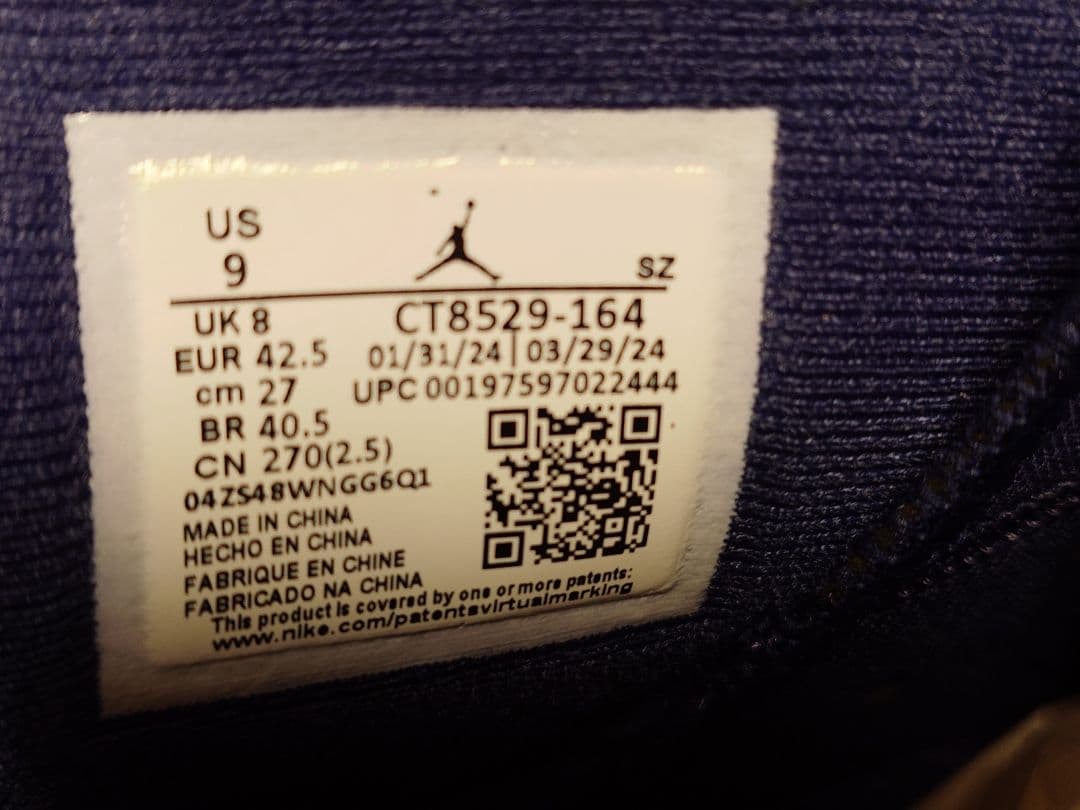 US
9
SZ
UK 8
CT8529-164
EUR 42.5
01/31/24 | 03/29/24
cm 27
UPC 00197597022444
BR 40.5
CN 270(2.5)
04ZS48WNGG6Q1
MADE IN CHINA
HECHO EN CHINA
FABRIQUE EN CHINE
FABRICADO NA CHINA
This product is covered by one or more patents:
www.nike.com/patentsvirtualmarking